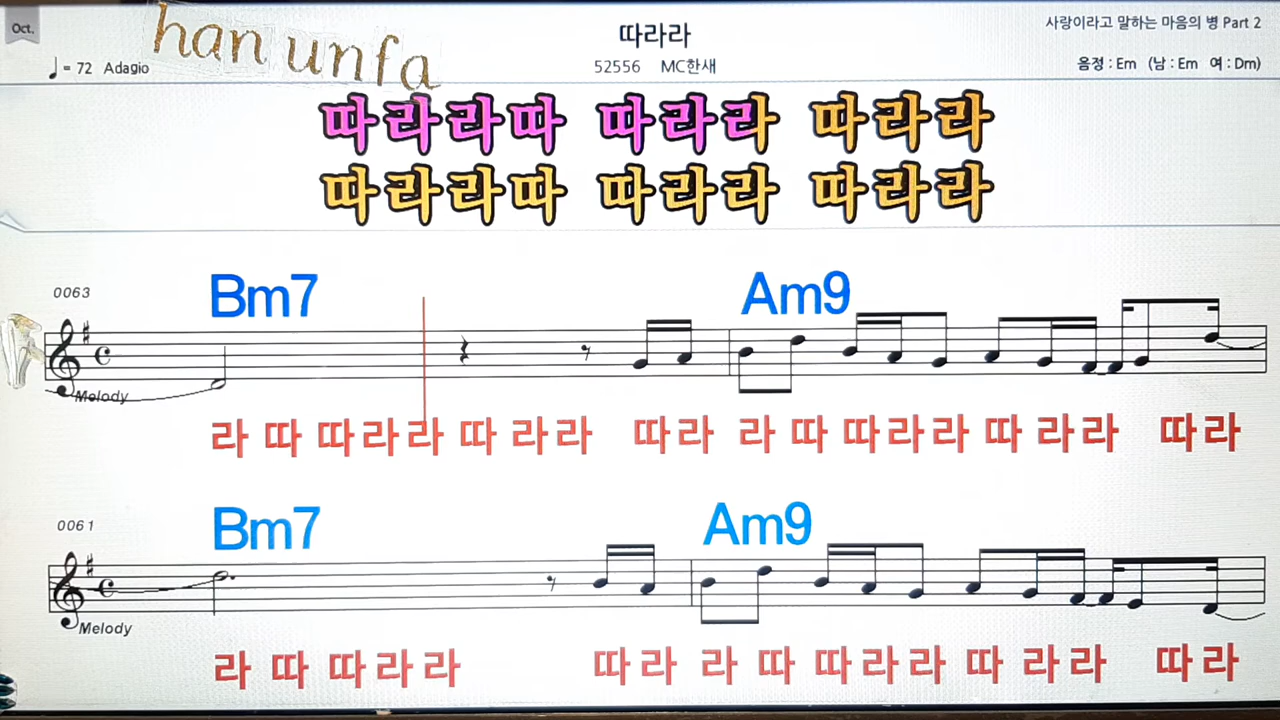 Oct.
han unfa
따라라
사랑이라고 말하는 마음의 병 Part 2
♩ = 72 Adagio
52556 MC한새
음정 : Em (남 : Em 여 : Dm)
따라라따 따라라 따라라
따라라따 따라라 따라라
0063
Bm7 Am9
Melody
라 따 따라라 따 라라 따라 라 따 따라라 따 라라 따라
0061
Bm7 Am9
Melody
라 따 따라라 따라 라 따 따라라 따 라라 따라